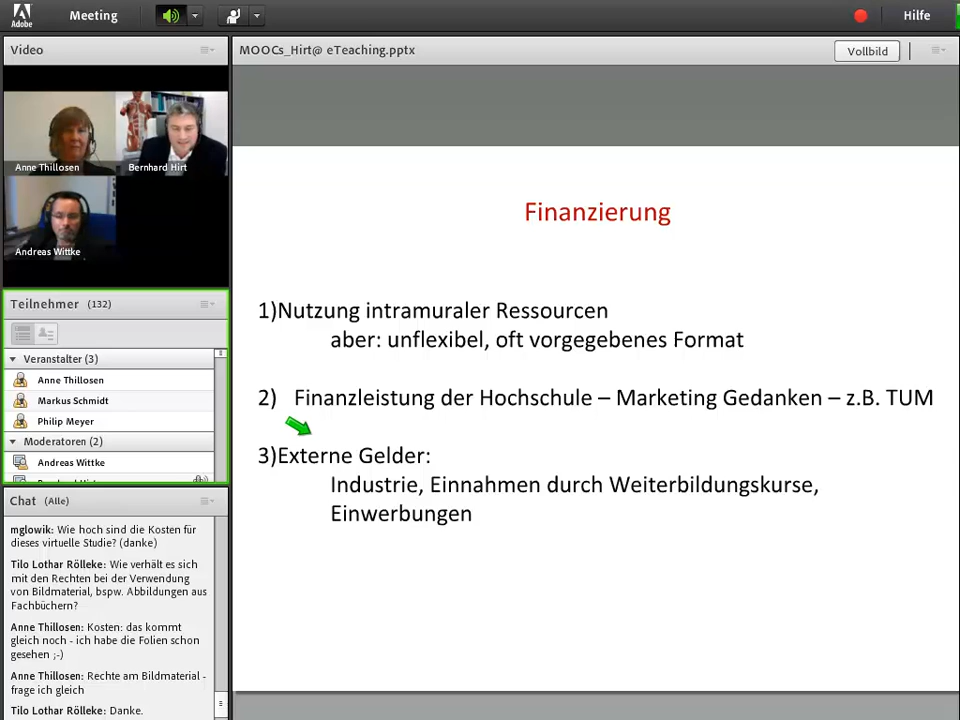 Adobe
Meeting
Hilfe
Video
Anne Thillosen
Bernhard Hirt
Andreas Wittke
Teilnehmer (132)
Veranstalter (3)
Anne Thillosen
Markus Schmidt
Philip Meyer
Moderatoren (2)
Andreas Wittke
Chat (Alle)
mglowik: Wie hoch sind die Kosten für
dieses virtuelle Studie? (danke)
Tilo Lothar Rölleke: Wie verhält es sich
mit den Rechten bei der Verwendung
von Bildmaterial, bspw. Abbildungen aus
Fachbüchern?
Anne Thillosen: Kosten: das kommt
gleich noch - ich habe die Folien schon
gesehen ;-)
Anne Thillosen: Rechte am Bildmaterial -
frage ich gleich
Tilo Lothar Rölleke: Danke.
MOOCs_Hirt@ eTeaching.pptx
Vollbild
Finanzierung
1)Nutzung intramuraler Ressourcen
aber: unflexibel, oft vorgegebenes Format
2) Finanzleistung der Hochschule – Marketing Gedanken – z.B. TUM
3)Externe Gelder:
Industrie, Einnahmen durch Weiterbildungskurse,
Einwerbungen